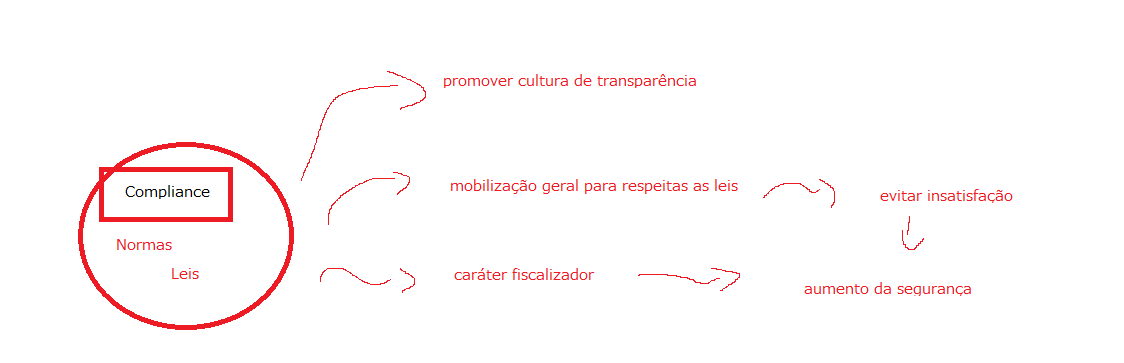 promover cultura de transparência
Compliance
mobilização geral para respeitas as leis
evitar insatisfação
Normas
Leis
caráter fiscalizador
aumento da segurança